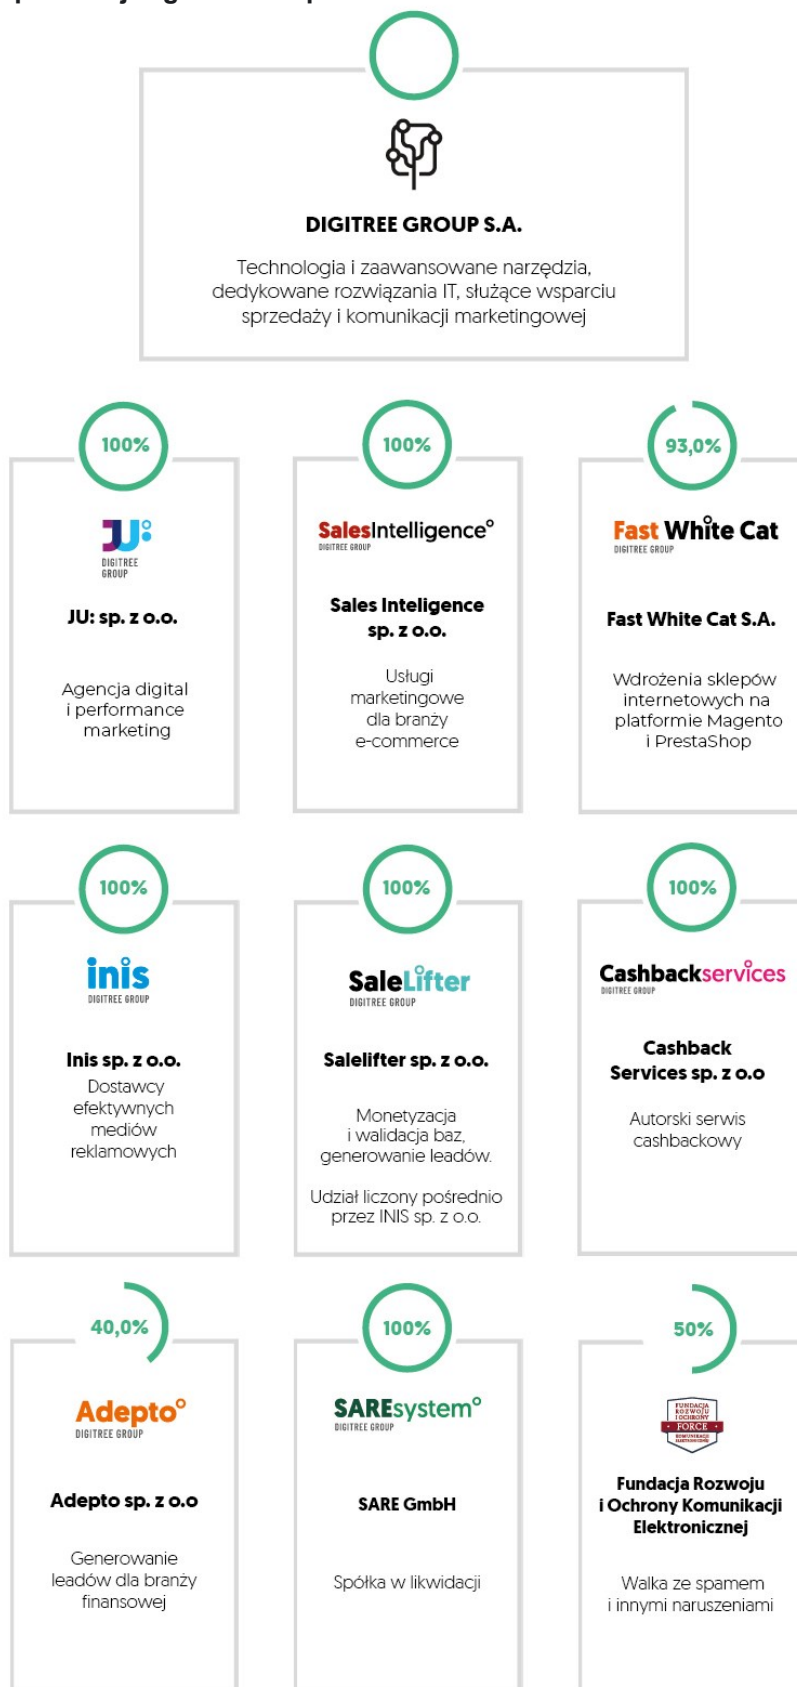 DIGITREE GROUP S.A.
Technologia i zaawansowane narzędzia,
dedykowane rozwiązania IT, służące wsparciu
sprzedaży i komunikacji marketingowej
100%
JU:
DIGITREE
GROUP
JU: sp. z o.o.
Agencja digital
i performance
marketing
100%
SalesIntelligence
DIGITREE GROUP
Sales Inteligence
sp. z o.o.
Usługi
marketingowe
dla branży
e-commerce
93,0%
Fast White Cat
DIGITREE GROUP
Fast White Cat S.A.
Wdrożenia sklepów
internetowych na
platformie Magento
i PrestaShop
100%
inis
DIGITREE GROUP
Inis sp. z o.o.
Dostawcy
efektywnych
mediów
reklamowych
100%
SaleLifter
DIGITREE GROUP
Salelifter sp. z o.o.
Monetyzacja
i walidacja baz,
generowanie leadów.
Udział liczony pośrednio
przez INIS sp. z o.o.
100%
Cashbackservices
DIGITREE GROUP
Cashback
Services sp. z o.o
Autorski serwis
cashbackowy
40,0%
Adepto
DIGITREE GROUP
Adepto sp. z o.o
Generowanie
leadów dla branży
finansowej
100%
SAREsystem
DIGITREE GROUP
SARE GmbH
Spółka w likwidacji
50%
FUNDACJA
ROZWOJU
I OCHRONY
FORCE
KOMUNIKACJI
ELEKTRONICZNEJ
Fundacja Rozwoju
i Ochrony Komunikacji
Elektronicznej
Walka ze spamem
i innymi naruszeniami